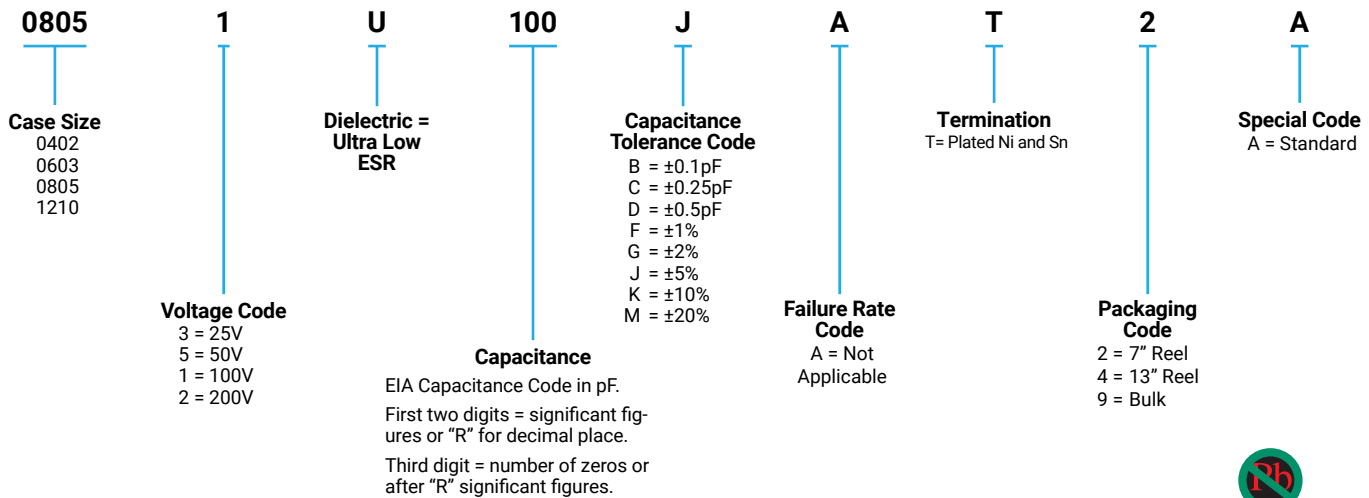 0805 1 U 100 J A T 2 A
Case Size
0402
0603
0805
1210
Voltage Code
3 = 25V
5 = 50V
1 = 100V
2 = 200V
Dielectric =
Ultra Low
ESR
Capacitance
EIA Capacitance Code in pF.
First two digits = significant fig-
ures or “R” for decimal place.
Third digit = number of zeros or
after “R” significant figures.
Capacitance
Tolerance Code
B = ±0.1pF
C = ±0.25pF
D = ±0.5pF
F = ±1%
G = ±2%
J = ±5%
K = ±10%
M = ±20%
Failure Rate
Code
A = Not
Applicable
Termination
T= Plated Ni and Sn
Packaging
Code
2 = 7” Reel
4 = 13” Reel
9 = Bulk
Special Code
A = Standard
Pb